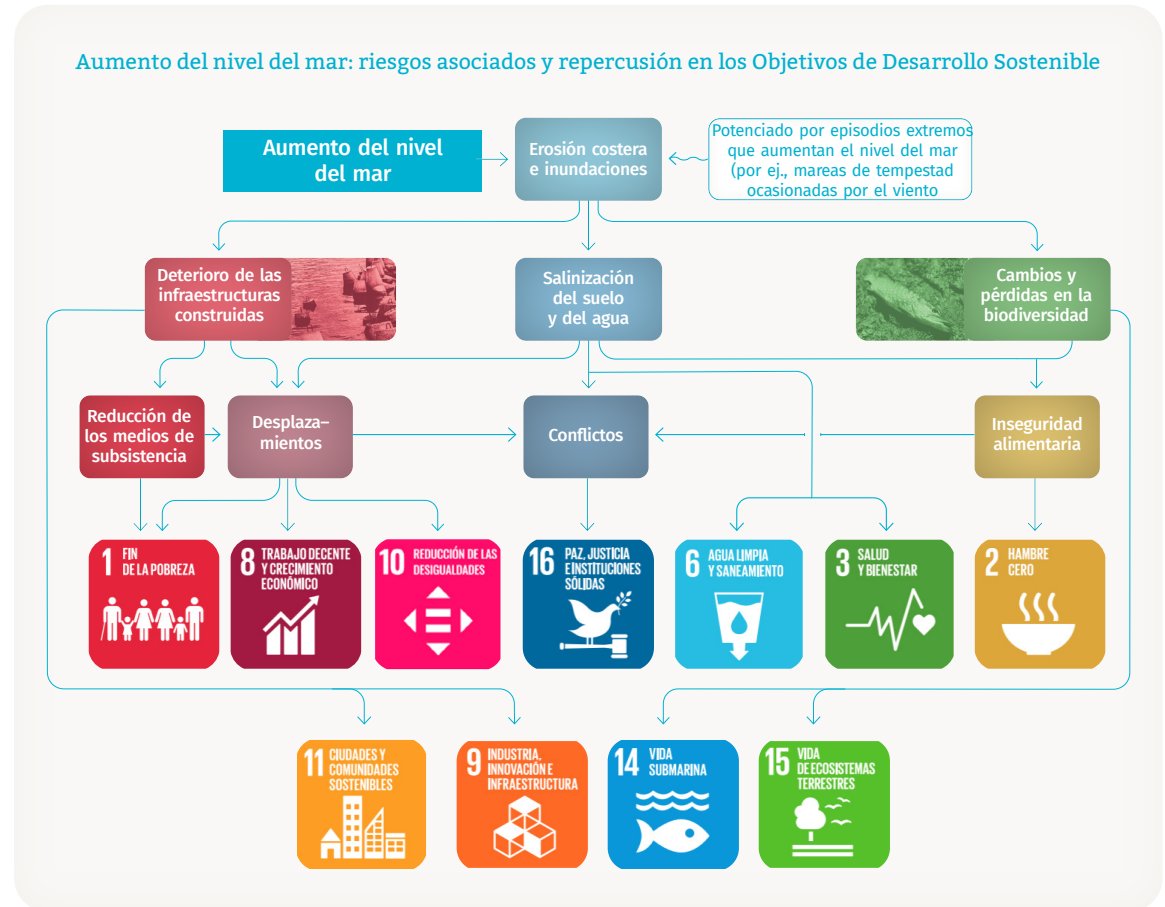 Aumento del nivel del mar: riesgos asociados y repercusión en los Objetivos de Desarrollo Sostenible
Aumento del nivel
del mar
Erosión costera
e inundaciones
Potenciado por episodios extremos
que aumentan el nivel del mar
(por ej., mareas de tempestad
ocasionadas por el viento
Deterioro de las
infraestructuras
construidas
Salinización
del suelo
y del agua
Cambios y
pérdidas en la
biodiversidad
Reducción de
los medios de
subsistencia
Desplaza–
mientos
Conflictos
Inseguridad
alimentaria
1 FIN
DE LA POBREZA
8 TRABAJO DECENTE
Y CRECIMIENTO
ECONÓMICO
10 REDUCCIÓN DE LAS
DESIGUALDADES
16 PAZ, JUSTICIA
E INSTITUCIONES
SÓLIDAS
6 AGUA LIMPIA
Y SANEAMIENTO
3 SALUD
Y BIENESTAR
2 HAMBRE
CERO
11 CIUDADES Y
COMUNIDADES
SOSTENIBLES
9 INDUSTRIA,
INNOVACIÓN E
INFRAESTRUCTURA
14 VIDA
SUBMARINA
15 VIDA
DE ECOSISTEMAS
TERRESTRES